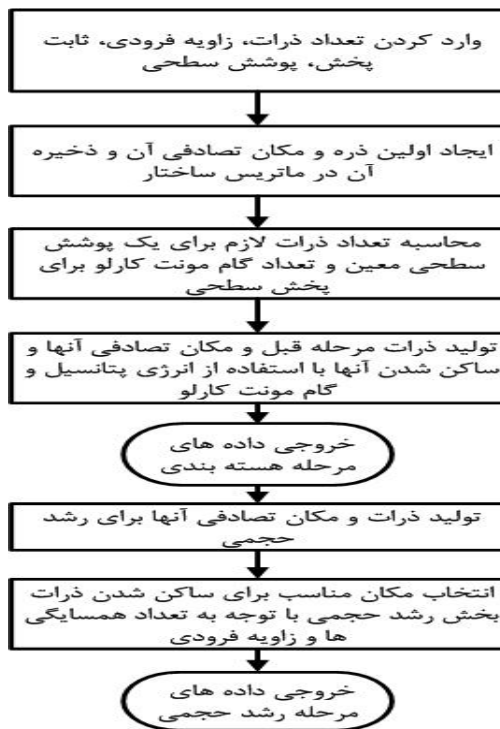 وارد کردن تعداد ذرات، زاویه فرودی، ثابت
پخش، پوشش سطحی
ایجاد اولین ذره و مکان تصادفی آن و ذخیره
آن در ماتریس ساختار
محاسبه تعداد ذرات لازم برای یک پوشش
سطحی معین و تعداد گام مونت کارلو برای
پخش سطحی
تولید ذرات مرحله قبل و مکان تصادفی آنها و
ساکن شدن آنها با استفاده از انرژی پتانسیل و
گام مونت کارلو
خروجی داده های
مرحله هسته بندی
تولید ذرات و مکان تصادفی آنها برای رشد
حجمی
انتخاب مکان مناسب برای ساکن شدن ذرات
بخش رشد حجمی با توجه به تعداد همسایگی
ها و زاویه فرودی
خروجی داده های
مرحله رشد حجمی